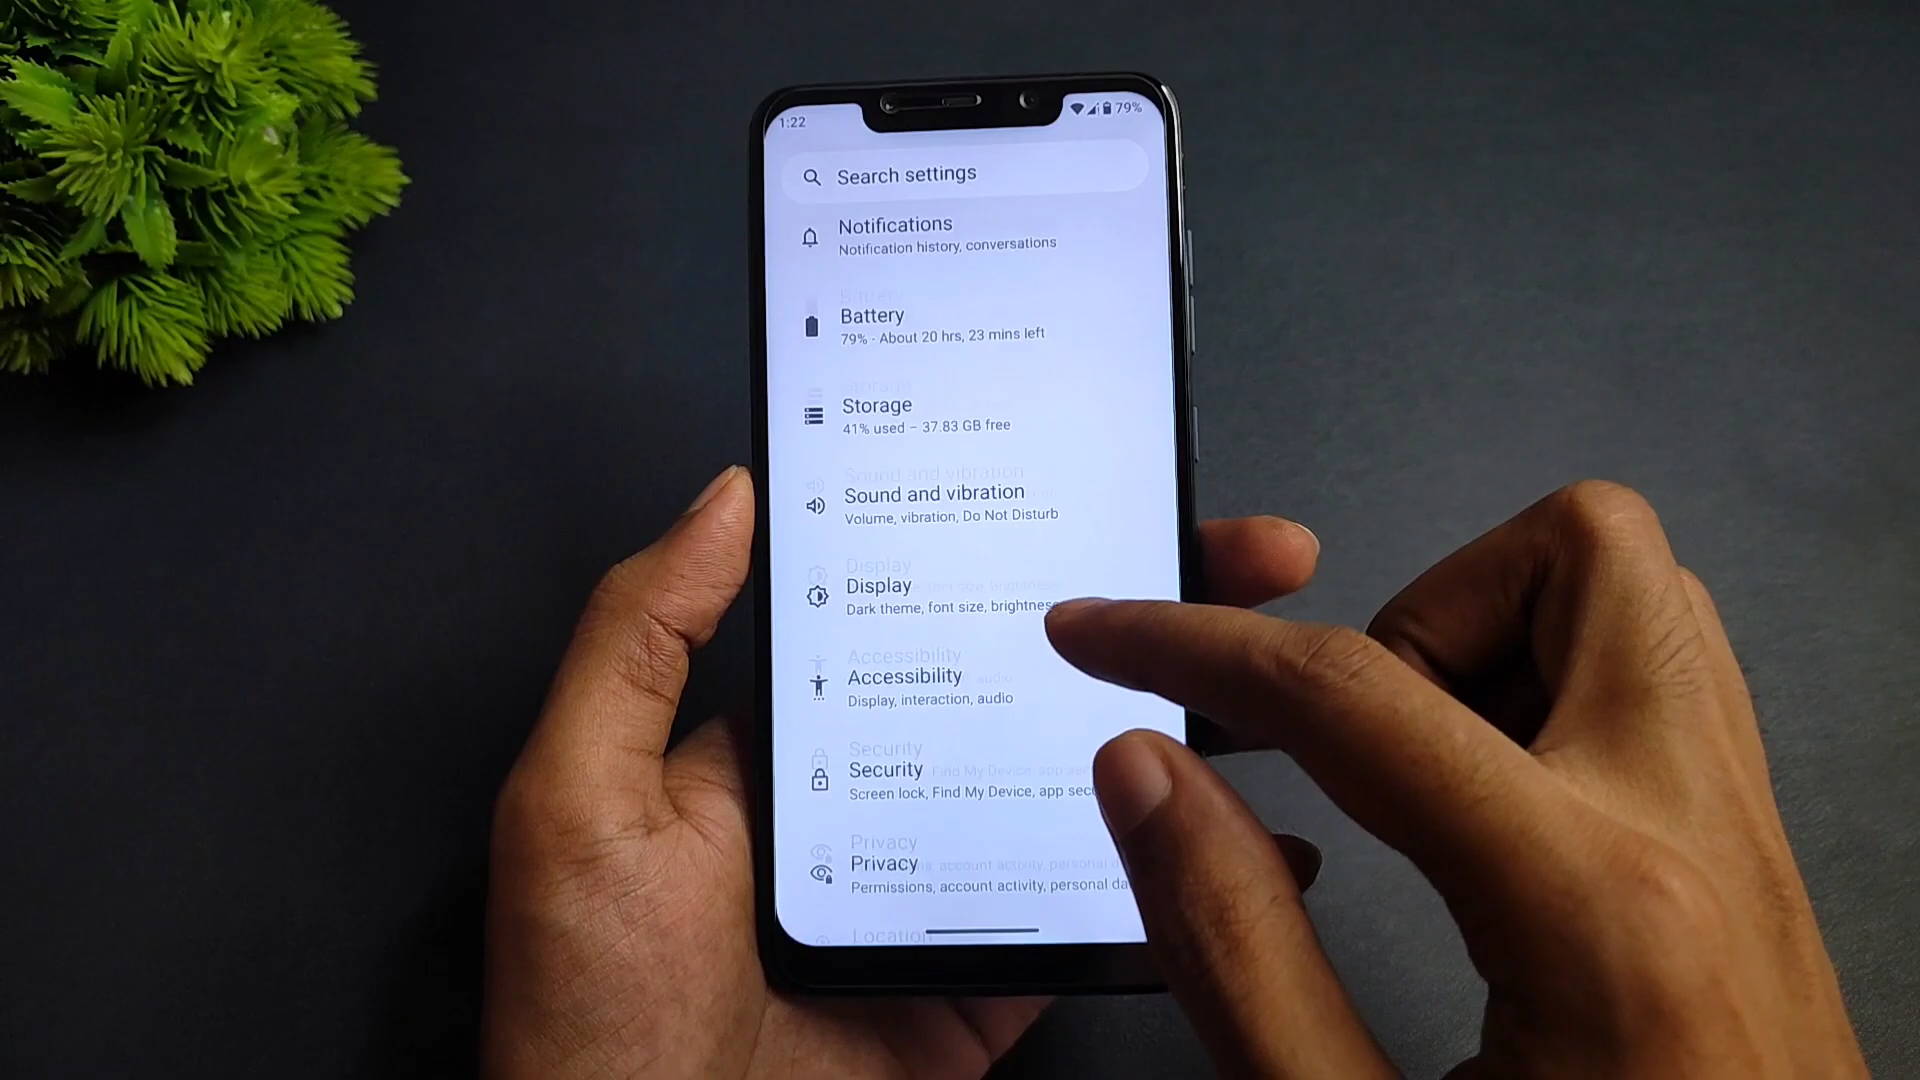 1:22
79%
Search settings
Notifications
Notification history, conversations
Battery
79% - About 20 hrs, 23 mins left
Storage
41% used – 37.83 GB free
Sound and vibration
Volume, vibration, Do Not Disturb
Display
Dark theme, font size, brightness
Accessibility
Display, interaction, audio
Security
Screen lock, Find My Device, app sec
Privacy
Permissions, account activity, personal da
Location